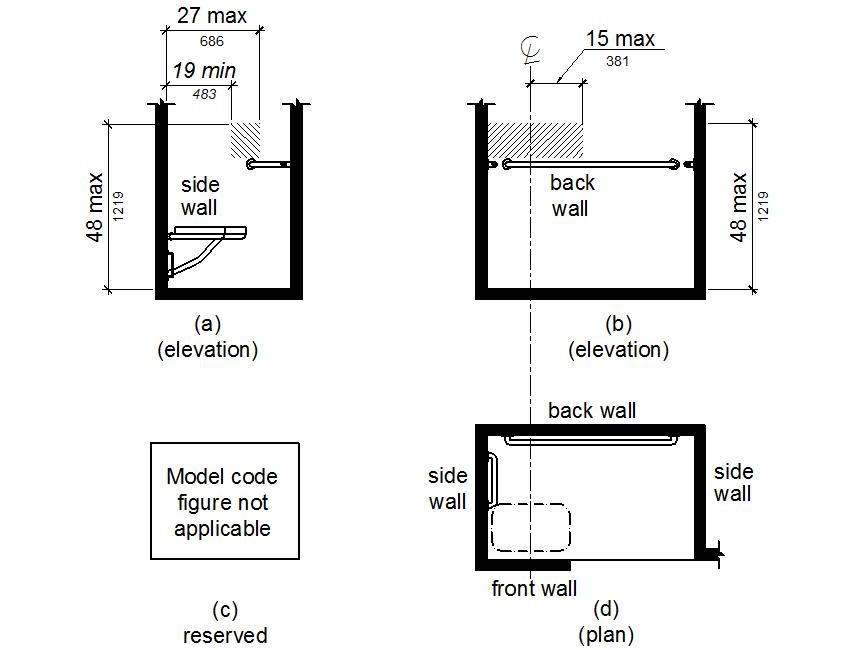 27 max
686
19 min
483
48 max
1219
side
wall
(a)
(elevation)
CL
15 max
381
back
wall
48 max
1219
(b)
(elevation)
Model code
figure not
applicable
(c)
reserved
back wall
side
wall
side
wall
front wall
(d)
(plan)